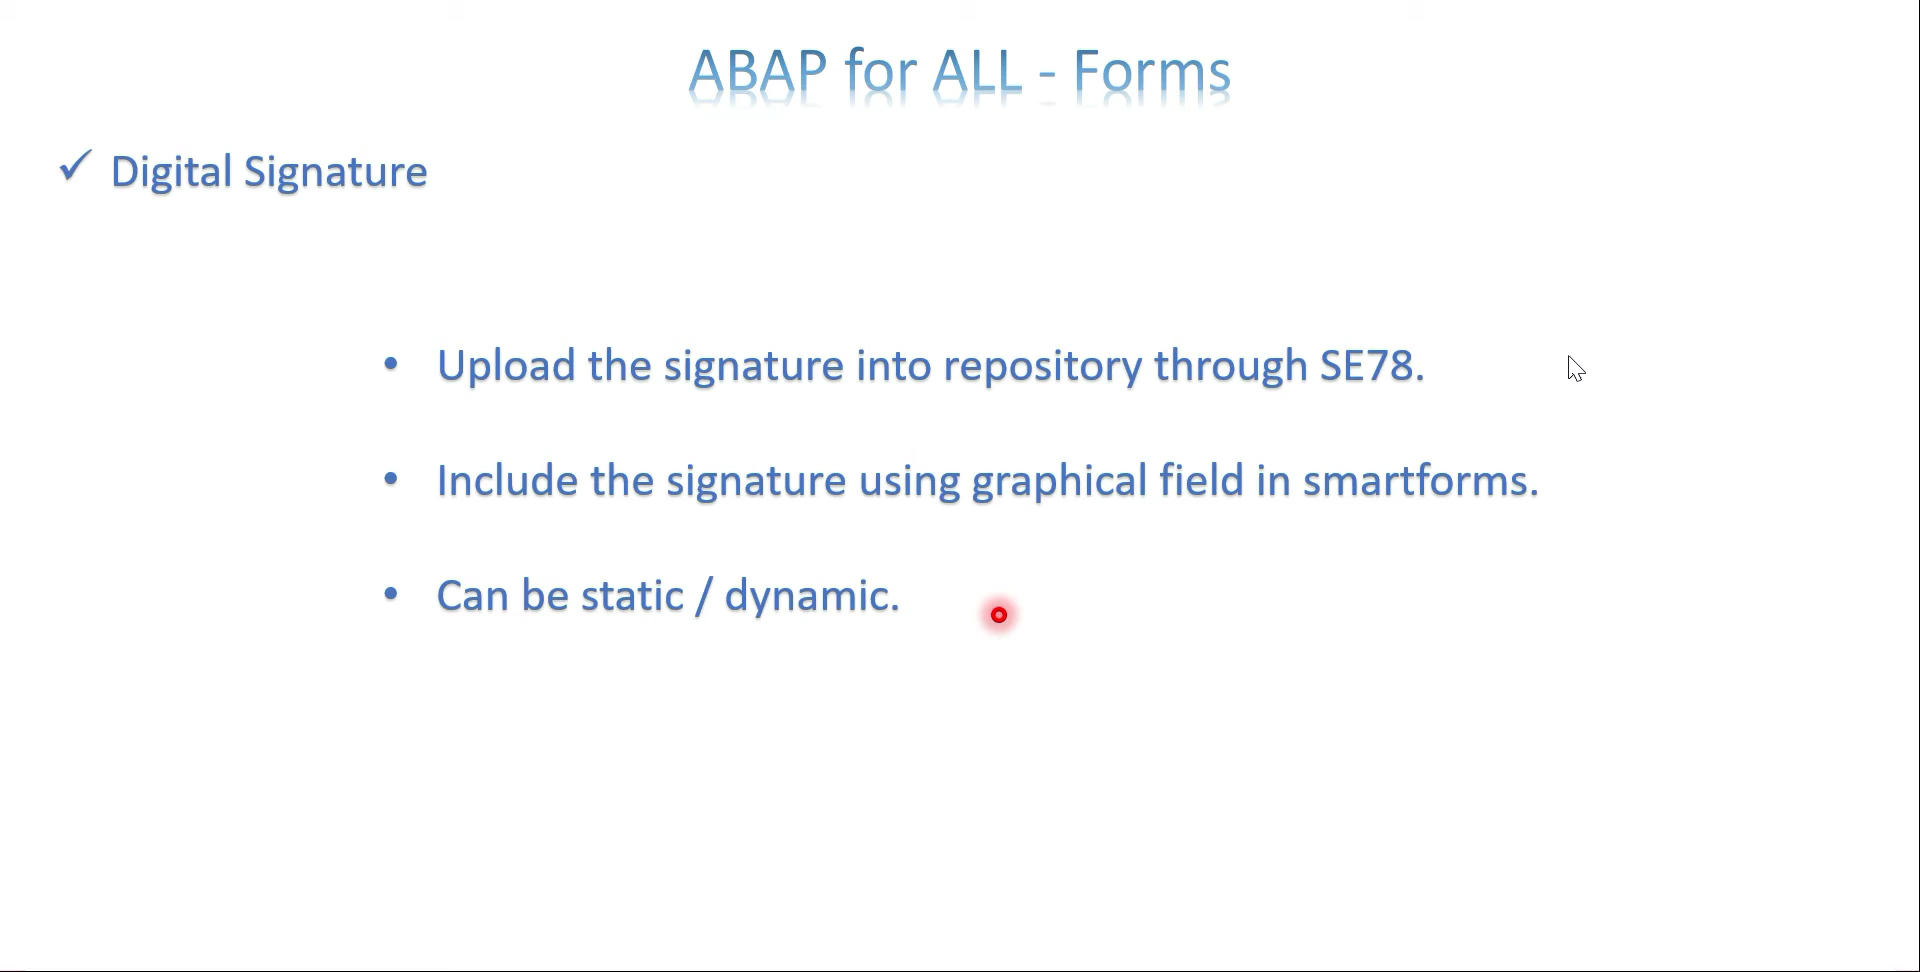 ABAP for ALL - Forms
✓ Digital Signature
• Upload the signature into repository through SE78.
• Include the signature using graphical field in smartforms.
• Can be static / dynamic.